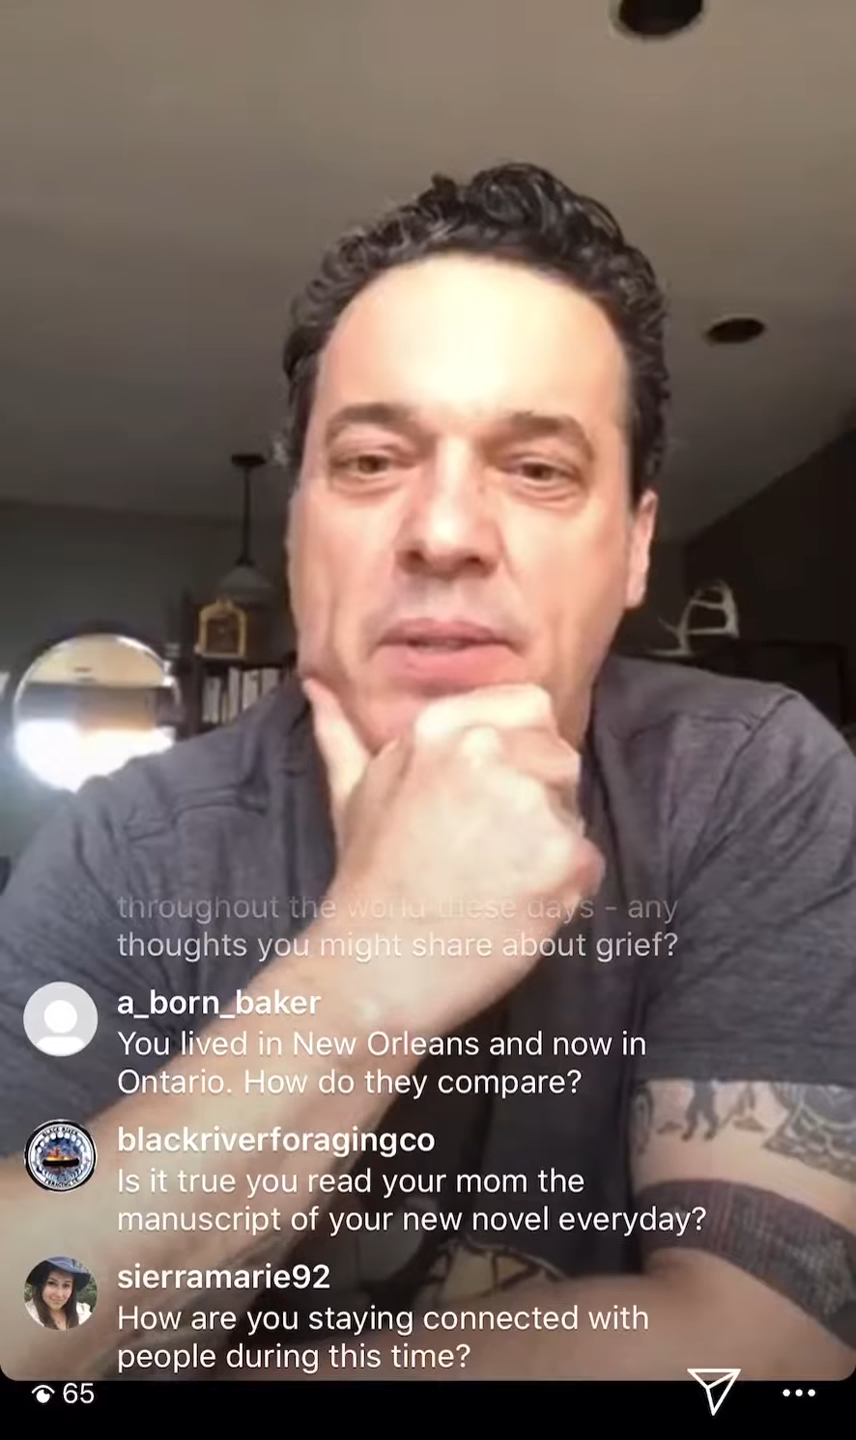 throughout the world these days - any
thoughts you might share about grief?
a_born_baker
You lived in New Orleans and now in
Ontario. How do they compare?
blackriverforagingco
Is it true you read your mom the
manuscript of your new novel everyday?
sierramarie92
How are you staying connected with
people during this time?
65